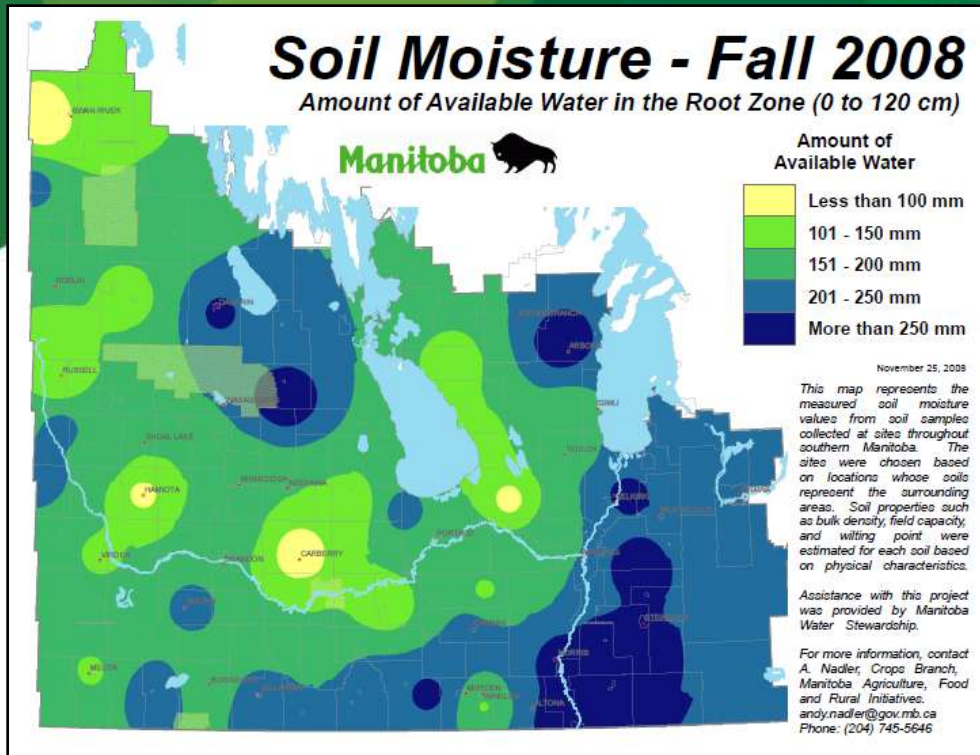 Soil Moisture - Fall 2008
Amount of Available Water in the Root Zone (0 to 120 cm)
Manitoba
Amount of
Available Water
Less than 100 mm
101 - 150 mm
151 - 200 mm
201 - 250 mm
More than 250 mm
November 25, 2008
This map represents the
measured soil moisture
values from soil samples
collected at sites throughout
southern Manitoba. The
sites were chosen based
on locations whose soils
represent the surrounding
areas. Soil properties such
as bulk density, field capacity,
and wilting point were
estimated for each soil based
on physical characteristics.
Assistance with this project
was provided by Manitoba
Water Stewardship.
For more information, contact
A. Nadler, Crops Branch,
Manitoba Agriculture, Food
and Rural Initiatives.
andy.nadler@gov.mb.ca
Phone: (204) 745-5646
SWAN RIVER
ROBLIN
DAUPHIN
RUSSELL
GIMLI
SHOAL LAKE
TEULON
HAMIOTA
MINNEDOSA
NEEPAWA
SELKIRK
PORTAGE
VIRDEN
BRANDON
CARBERRY
MELITA
KILLARNEY
MORRIS
STEINBACH
MORDEN
ALTONA